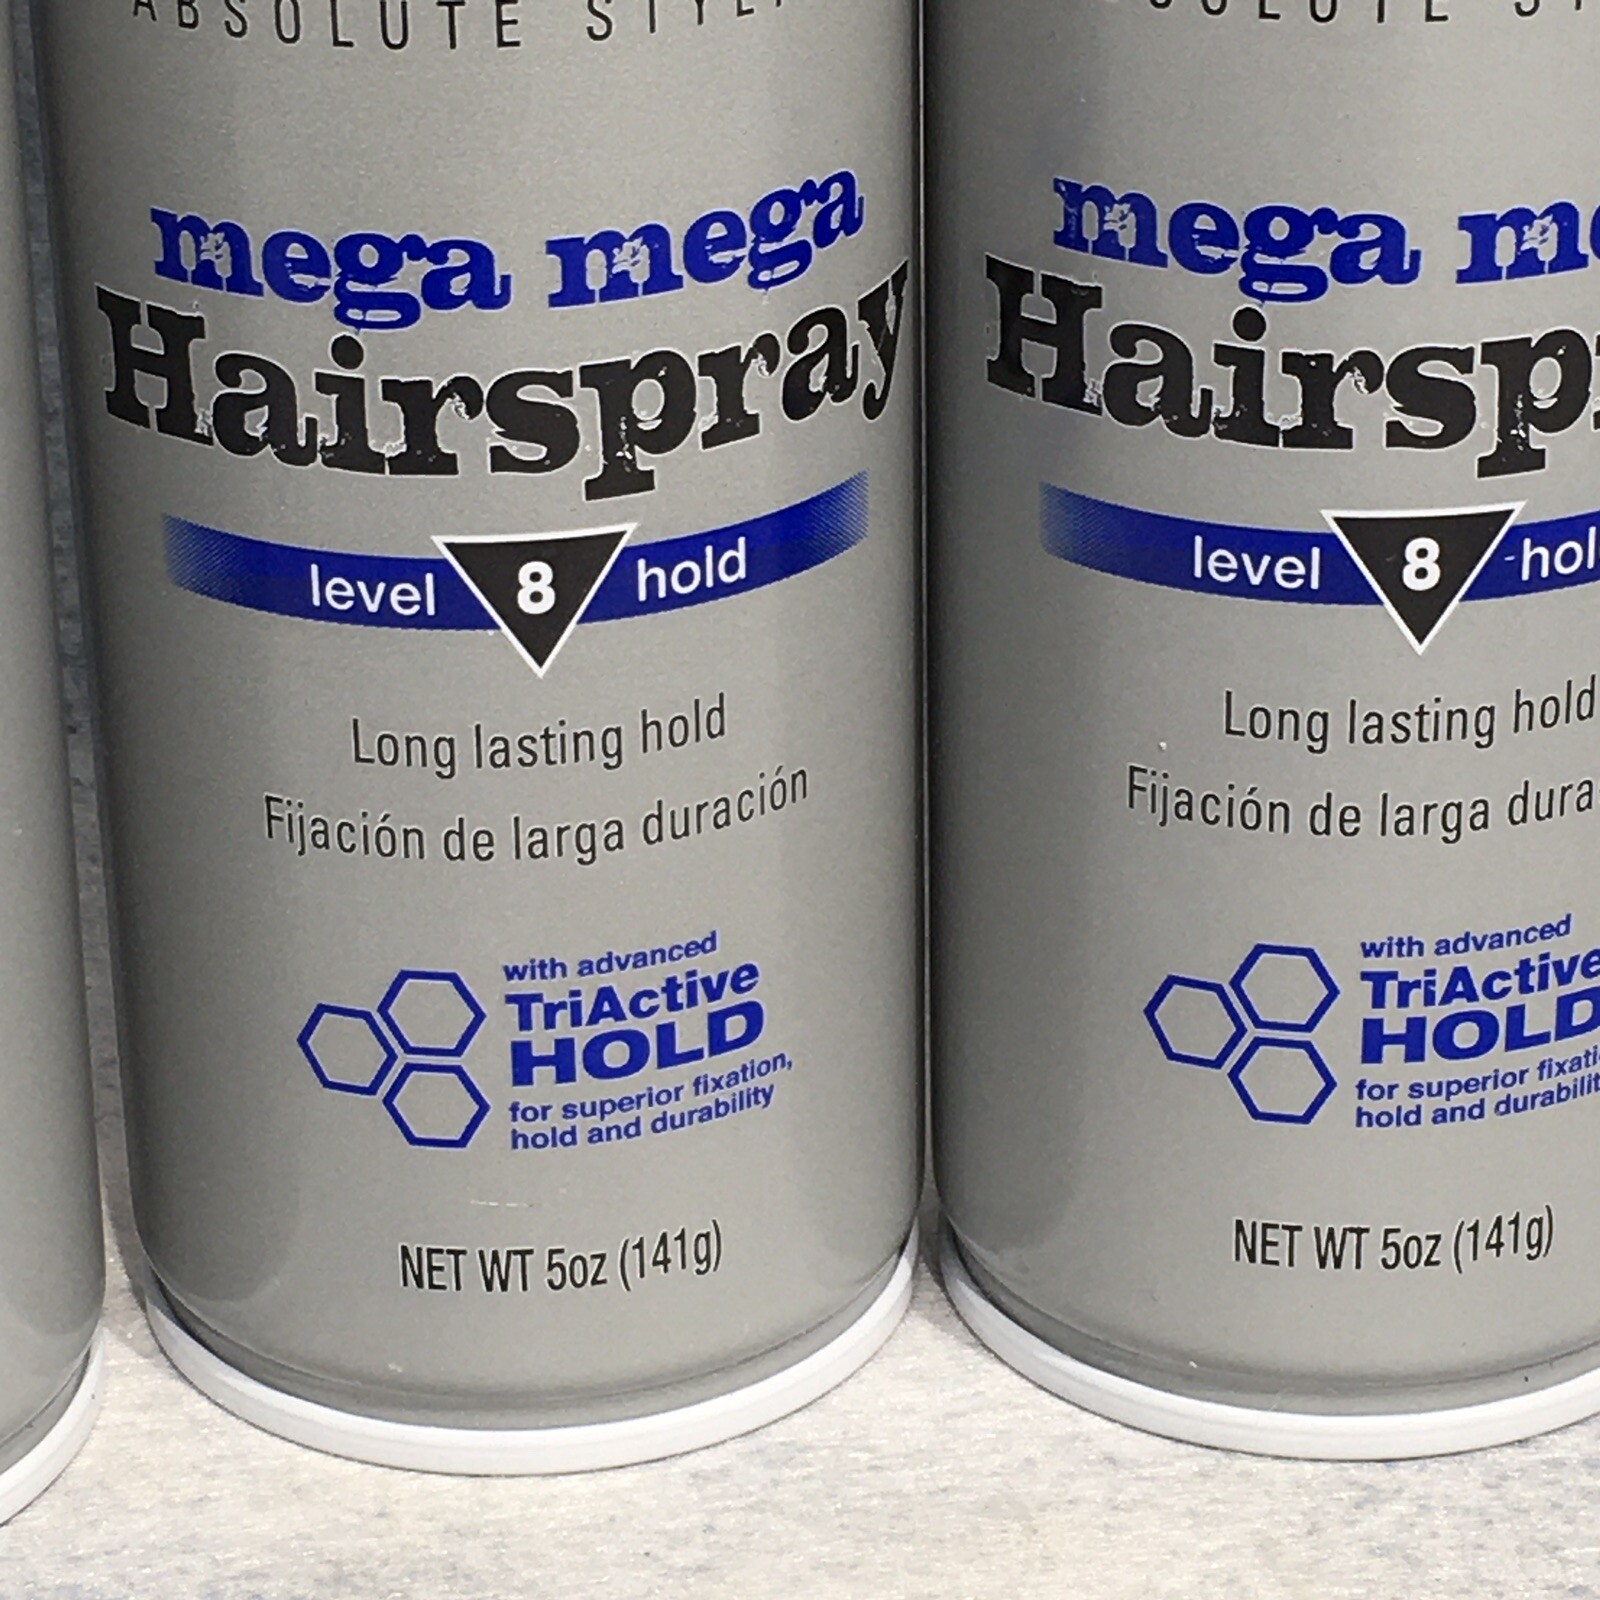 ABSOLUTE
mega mega
Hairspray
level 8 hold
Long lasting hold
Fijación de larga duración
with advanced
TriActive
HOLD
for superior fixation,
hold and durability
NET WT 5oz (141g)
mega
level 8 hol
Long lasting hold
Fijación de larga
with advanced
TriActive
HOLD
for superior
hold and
NET WT 5oz (141g)